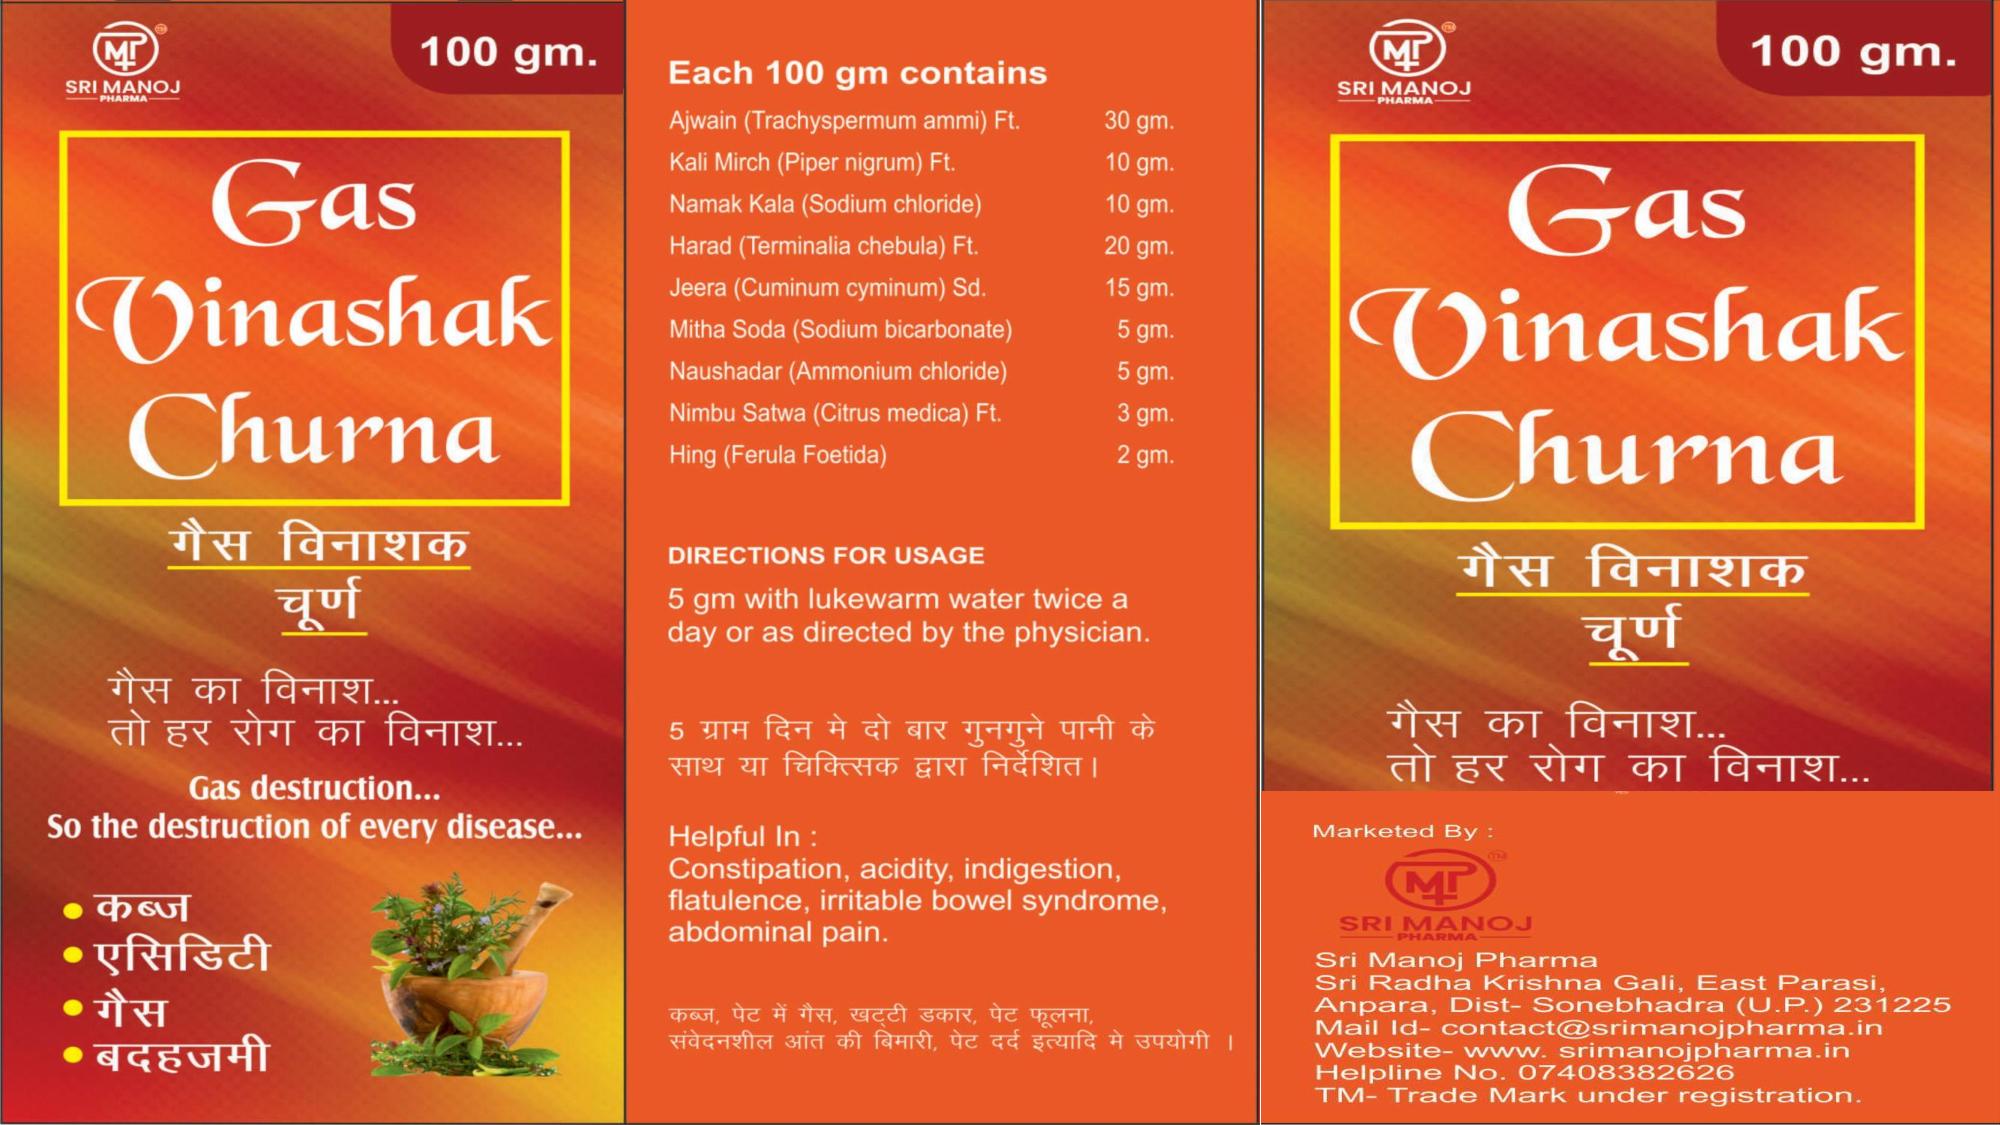 MP
TM
SRI MANOJ
PHARMA
100 gm.
Gas
Vinashak
Churna
गैस विनाशक
चूर्ण
गैस का विनाश...
तो हर रोग का विनाश...
Gas destruction...
So the destruction of every disease...
कब्ज
एसिडिटी
गैस
बदहजमी
Each 100 gm contains
Ajwain (Trachyspermum ammi) Ft. 30 gm.
Kali Mirch (Piper nigrum) Ft. 10 gm.
Namak Kala (Sodium chloride) 10 gm.
Harad (Terminalia chebula) Ft. 20 gm.
Jeera (Cuminum cyminum) Sd. 15 gm.
Mitha Soda (Sodium bicarbonate) 5 gm.
Naushadar (Ammonium chloride) 5 gm.
Nimbu Satwa (Citrus medica) Ft. 3 gm.
Hing (Ferula Foetida) 2 gm.
DIRECTIONS FOR USAGE
5 gm with lukewarm water twice a
day or as directed by the physician.
5 ग्राम दिन मे दो बार गुनगुने पानी के
साथ या चिक्त्सिक द्वारा निर्देशित।
Helpful In :
Constipation, acidity, indigestion,
flatulence, irritable bowel syndrome,
abdominal pain.
कब्ज, पेट में गैस, खट्टी डकार, पेट फूलना,
संवेदनशील आंत की बिमारी, पेट दर्द इत्यादि मे उपयोगी ।
MP
TM
SRI MANOJ
PHARMA
100 gm.
Gas
Vinashak
Churna
गैस विनाशक
चूर्ण
गैस का विनाश...
तो हर रोग का विनाश...
Marketed By :
MP
TM
SRI MANOJ
PHARMA
Sri Manoj Pharma
Sri Radha Krishna Gali, East Parasi,
Anpara, Dist- Sonebhadra (U.P.) 231225
Mail Id- contact@srimanojpharma.in
Website- www. srimanojpharma.in
Helpline No. 07408382626
TM- Trade Mark under registration.